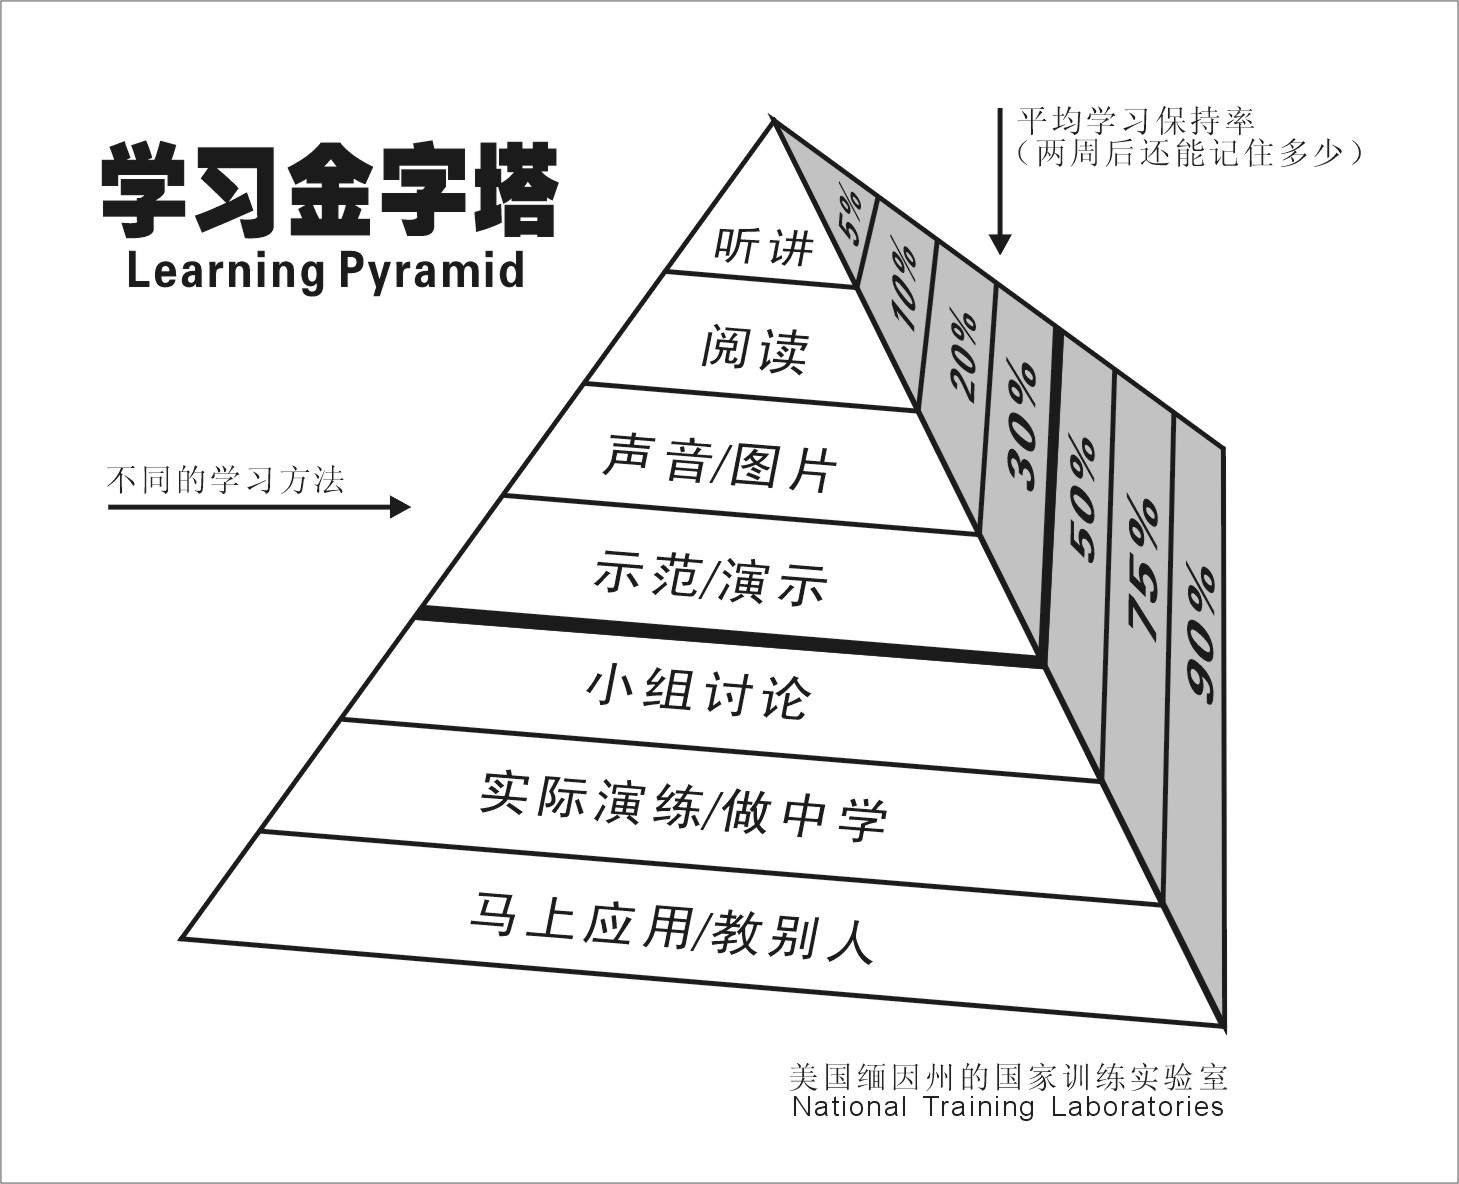 学习金字塔
Learning Pyramid
平均学习保持率
（两周后还能记住多少）
不同的学习方法
听讲
5%
阅读
10%
声音/图片
20%
示范/演示
30%
小组讨论
50%
实际演练/做中学
75%
马上应用/教别人
90%
美国缅因州的国家训练实验室
National Training Laboratories